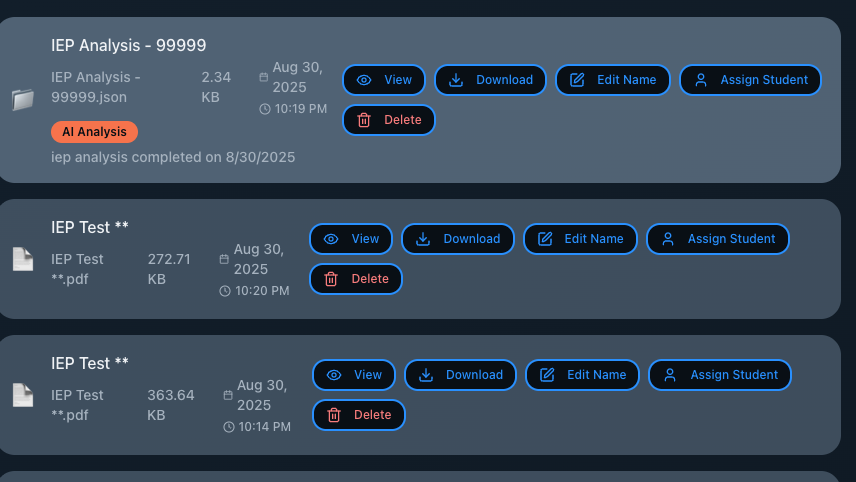 IEP Analysis - 99999
IEP Analysis -
99999.json
2.34
KB
Aug 30,
2025
10:19 PM
AI Analysis
iep analysis completed on 8/30/2025
View
Download
Edit Name
Assign Student
Delete
IEP Test **
IEP Test
**.pdf
272.71
KB
Aug 30,
2025
10:20 PM
View
Download
Edit Name
Assign Student
Delete
IEP Test **
IEP Test
**.pdf
363.64
KB
Aug 30,
2025
10:14 PM
View
Download
Edit Name
Assign Student
Delete